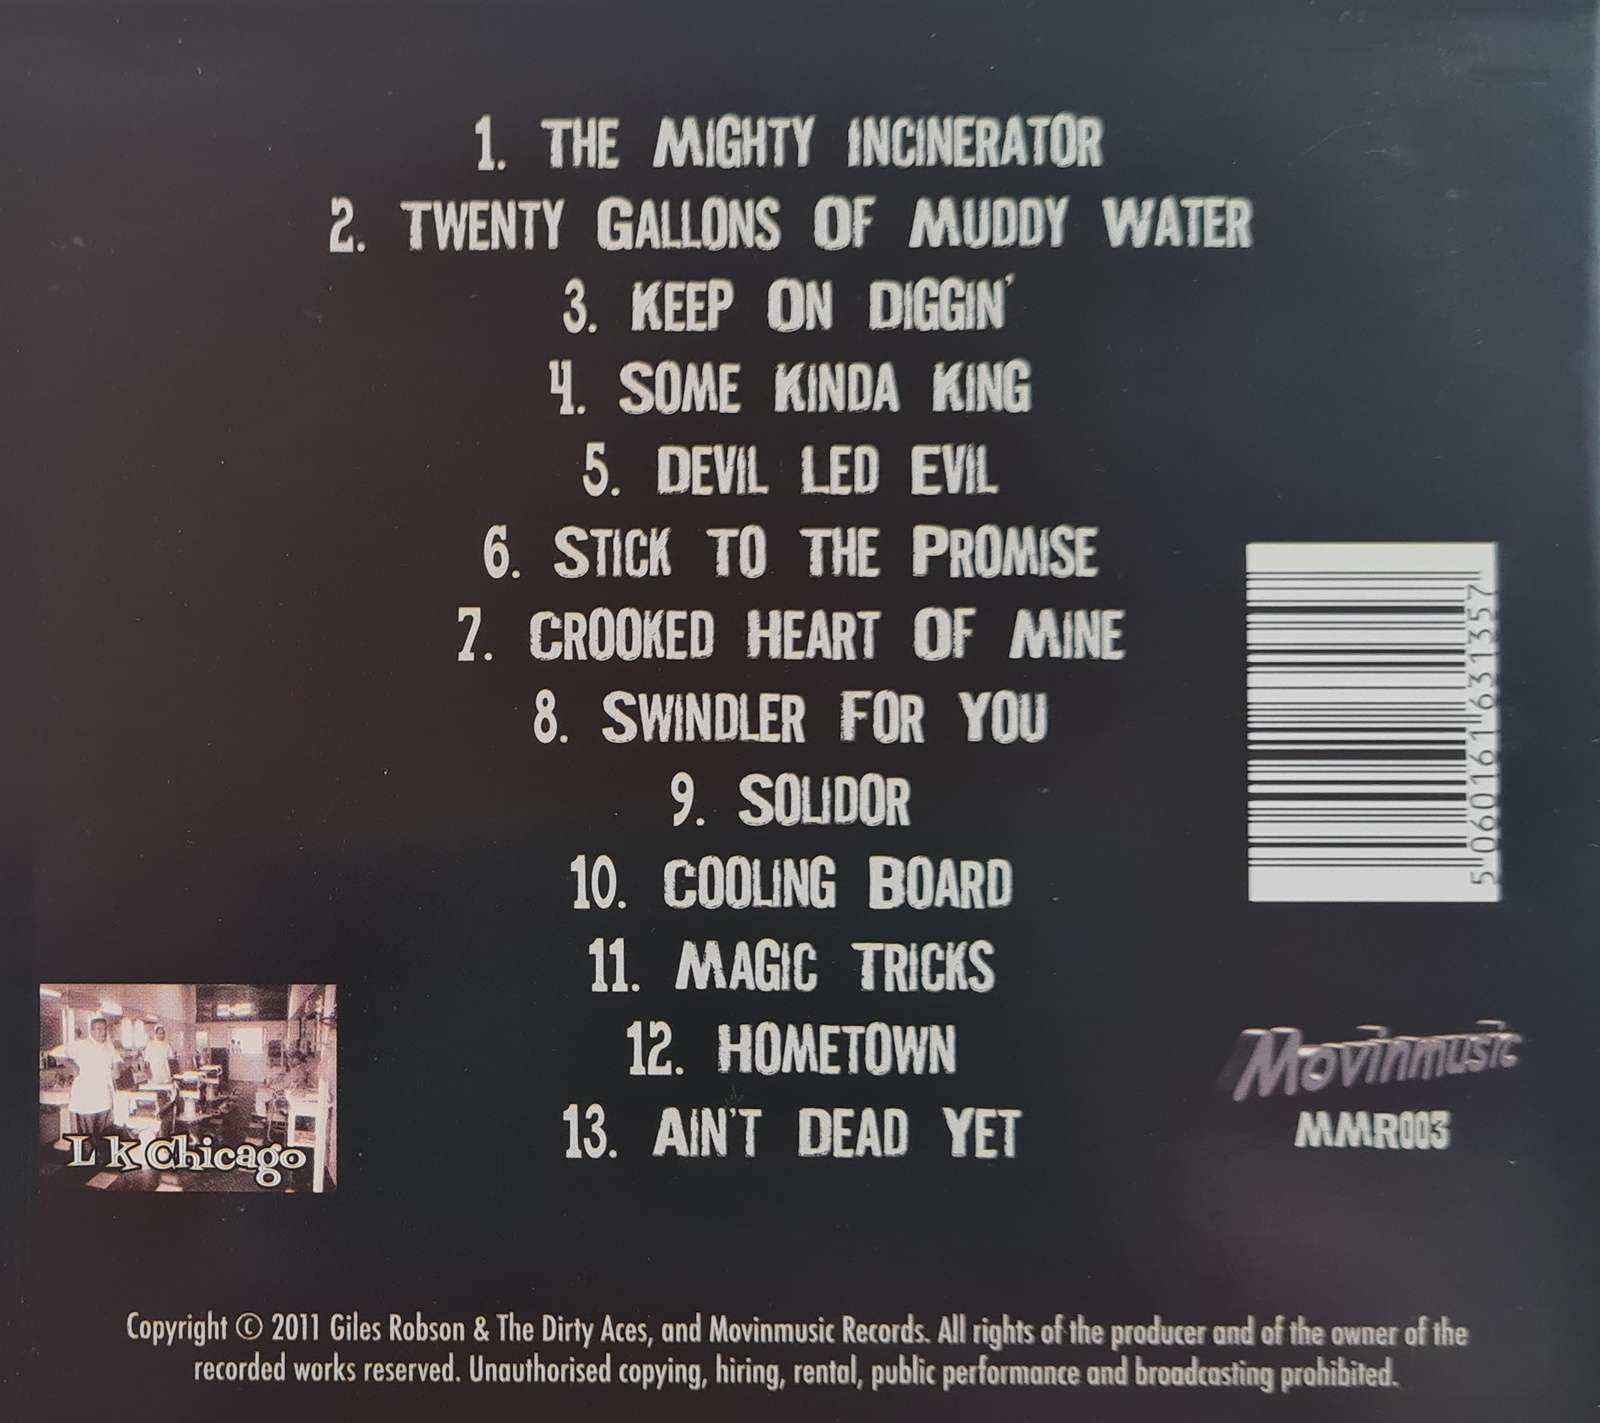 1. THE MIGHTY INCINERATOR
2. TWENTY GALLONS OF MUDDY WATER
3. KEEP ON DIGGIN'
4. SOME KINDA KING
5. DEVIL LED EVIL
6. STICK TO THE PROMISE
7. CROOKED HEART OF MINE
8. SWINDLER FOR YOU
9. SOLIDOR
10. COOLING BOARD
11. MAGIC TRICKS
12. HOMETOWN
13. AIN'T DEAD YET
5 060161 631357
L K Chicago
Movinmusic
MMR003
Copyright © 2011 Giles Robson & The Dirty Aces, and Movinmusic Records. All rights of the producer and of the owner of the
recorded works reserved. Unauthorised copying, hiring, rental, public performance and broadcasting prohibited.